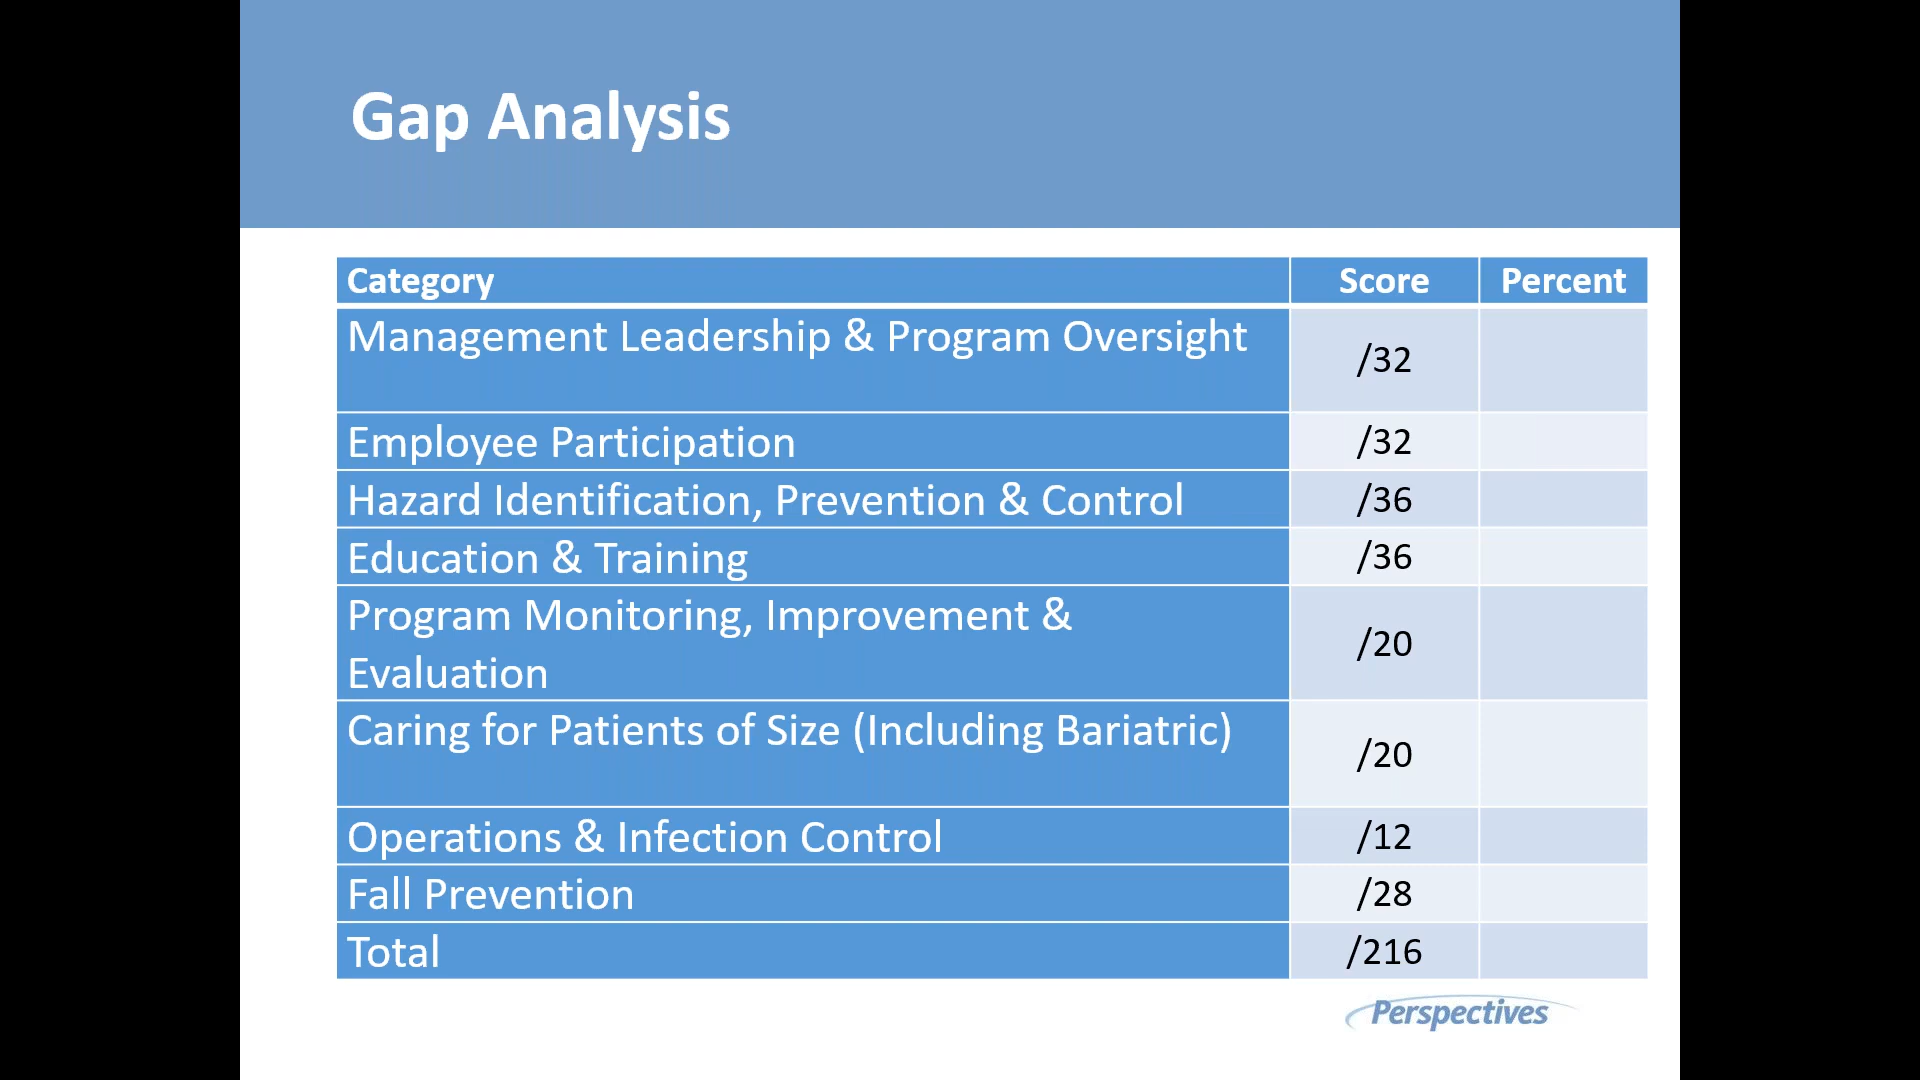 Gap Analysis
Category Score Percent
Management Leadership & Program Oversight /32
Employee Participation /32
Hazard Identification, Prevention & Control /36
Education & Training /36
Program Monitoring, Improvement &
Evaluation /20
Caring for Patients of Size (Including Bariatric) /20
Operations & Infection Control /12
Fall Prevention /28
Total /216
Perspectives